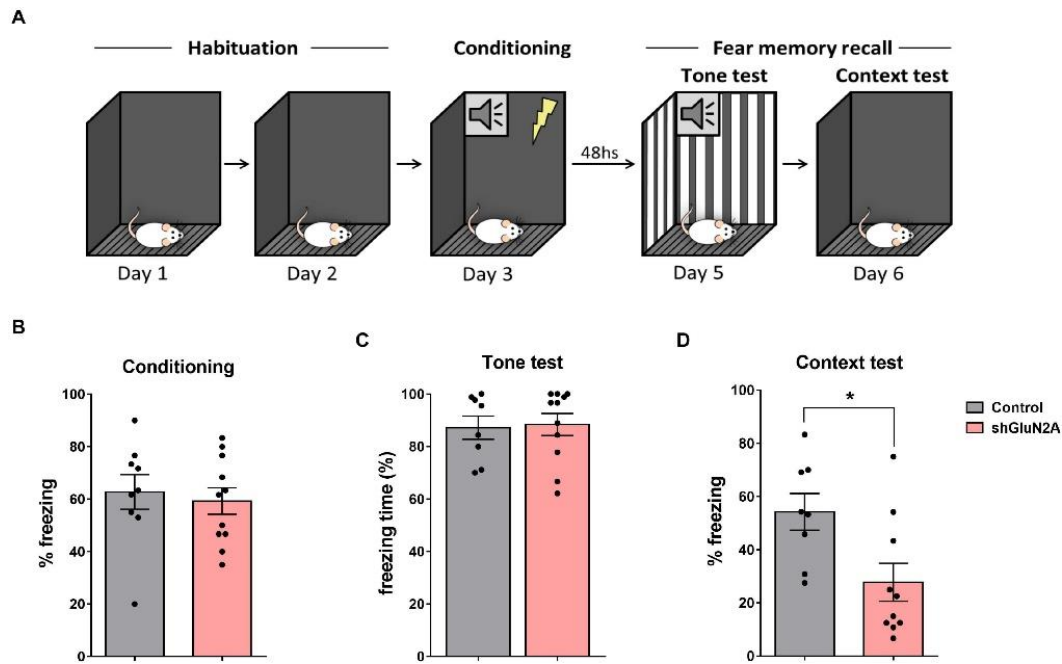 A
Habituation
Conditioning
Fear memory recall
Tone test
Context test
48hs
Day 1
Day 2
Day 3
Day 5
Day 6
B
Conditioning
% freezing
100
80
60
40
20
0
C
Tone test
freezing time (%)
100
80
60
40
20
0
D
Context test
% freezing
100
80
60
40
20
0
*
Control
shGluN2A